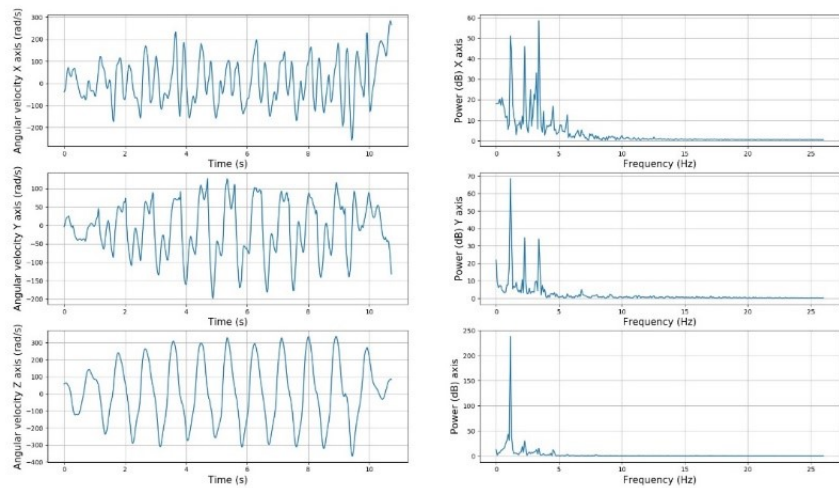 Angular velocity X axis (rad/s)
300
200
100
0
-100
-200
0 2 4 6 8 10
Time (s)
Power (dB) X axis
60
50
40
30
20
10
0
0 5 10 15 20 25
Frequency (Hz)
Angular velocity Y axis (rad/s)
100
50
0
-50
-100
-150
-200
0 2 4 6 8 10
Time (s)
Power (dB) Y axis
70
60
50
40
30
20
10
0
0 5 10 15 20 25
Frequency (Hz)
Angular velocity Z axis (rad/s)
300
200
100
0
-100
-200
-300
-400
0 2 4 6 8 10
Time (s)
Power (dB) axis
250
200
150
100
50
0
0 5 10 15 20 25
Frequency (Hz)